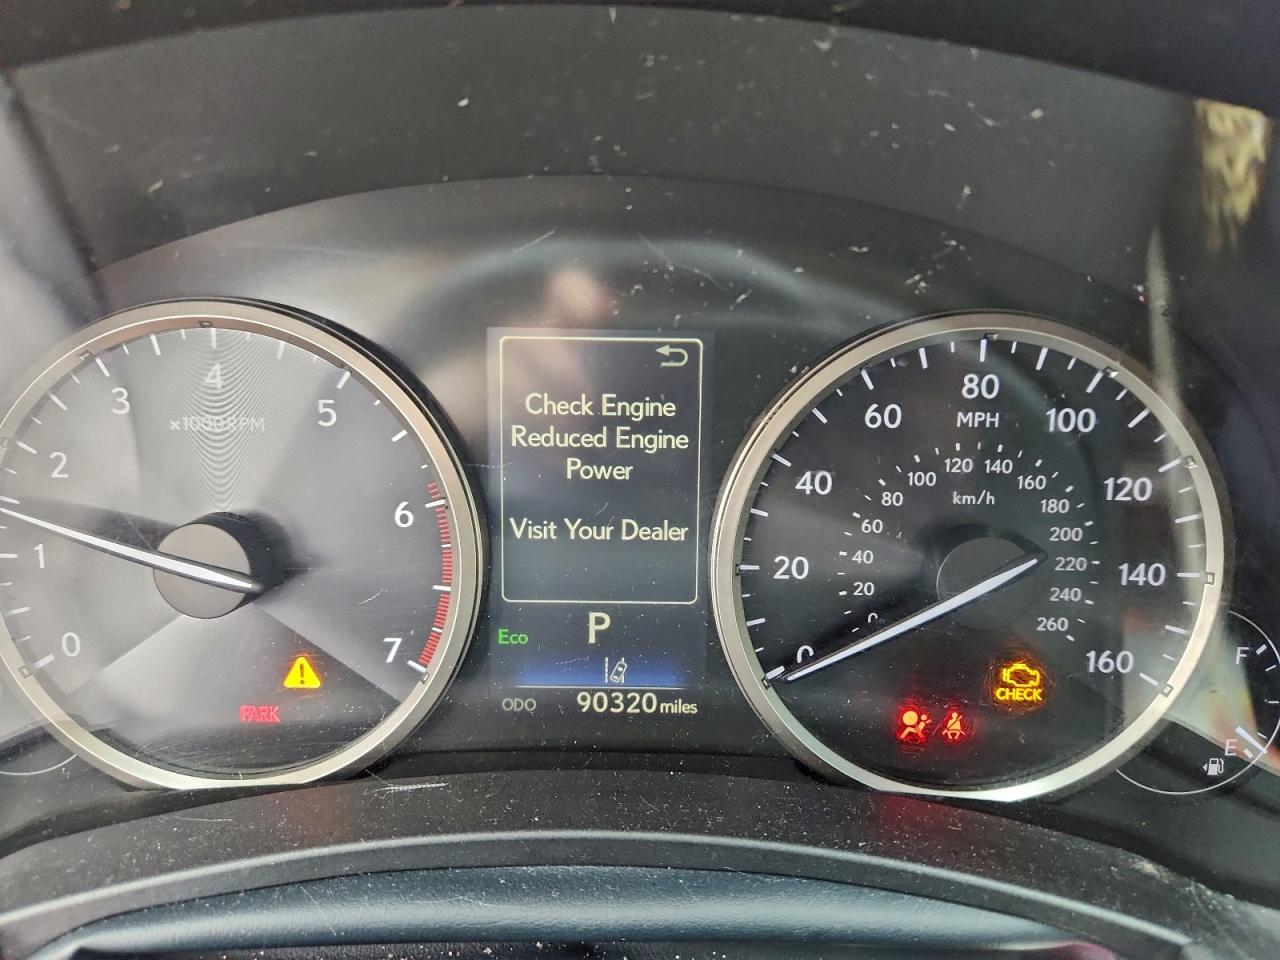 4
3
5
×1000RPM
2
6
1
0
7
PARK
Check Engine
Reduced Engine
Power
Visit Your Dealer
Eco
P
ODO 90320 miles
80
60
MPH
100
120
140
100
160
80
km/h
40
120
180
60
200
40
20
220
140
20
240
0
260
0
160
CHECK
F
E